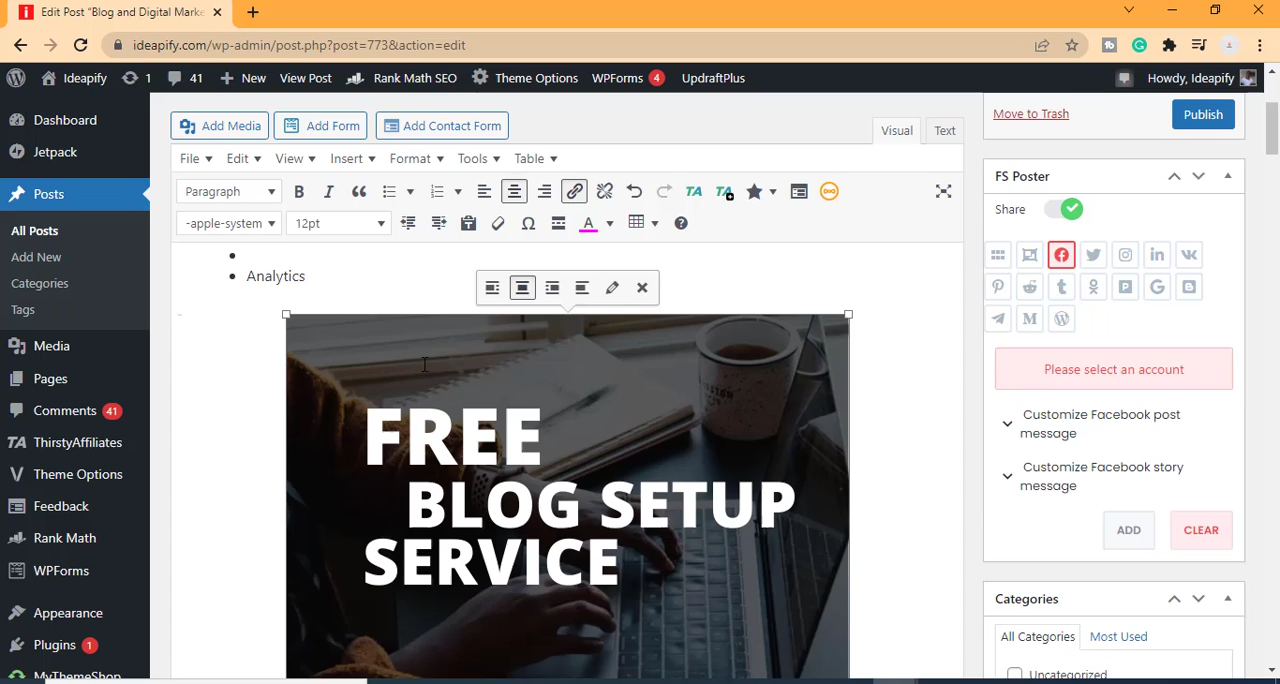 Edit Post "Blog and Digital Marke
ideapify.com/wp-admin/post.php?post=773&action=edit
Ideapify 1 41 New View Post Rank Math SEO Theme Options WPForms 4 UpdraftPlus Howdy, Ideapify
Dashboard
Jetpack
Posts
All Posts
Add New
Categories
Tags
Media
Pages
Comments 41
ThirstyAffiliates
Theme Options
Feedback
Rank Math
WPForms
Appearance
Plugins 1
MyThemeShop
Add Media Add Form Add Contact Form
Visual Text
File Edit View Insert Format Tools Table
Paragraph B I TA TA
-apple-system 12pt A
Analytics
FREE
BLOG SETUP
SERVICE
Move to Trash Publish
FS Poster
Share
Please select an account
Customize Facebook post
message
Customize Facebook story
message
ADD CLEAR
Categories
All Categories Most Used
Uncategorized